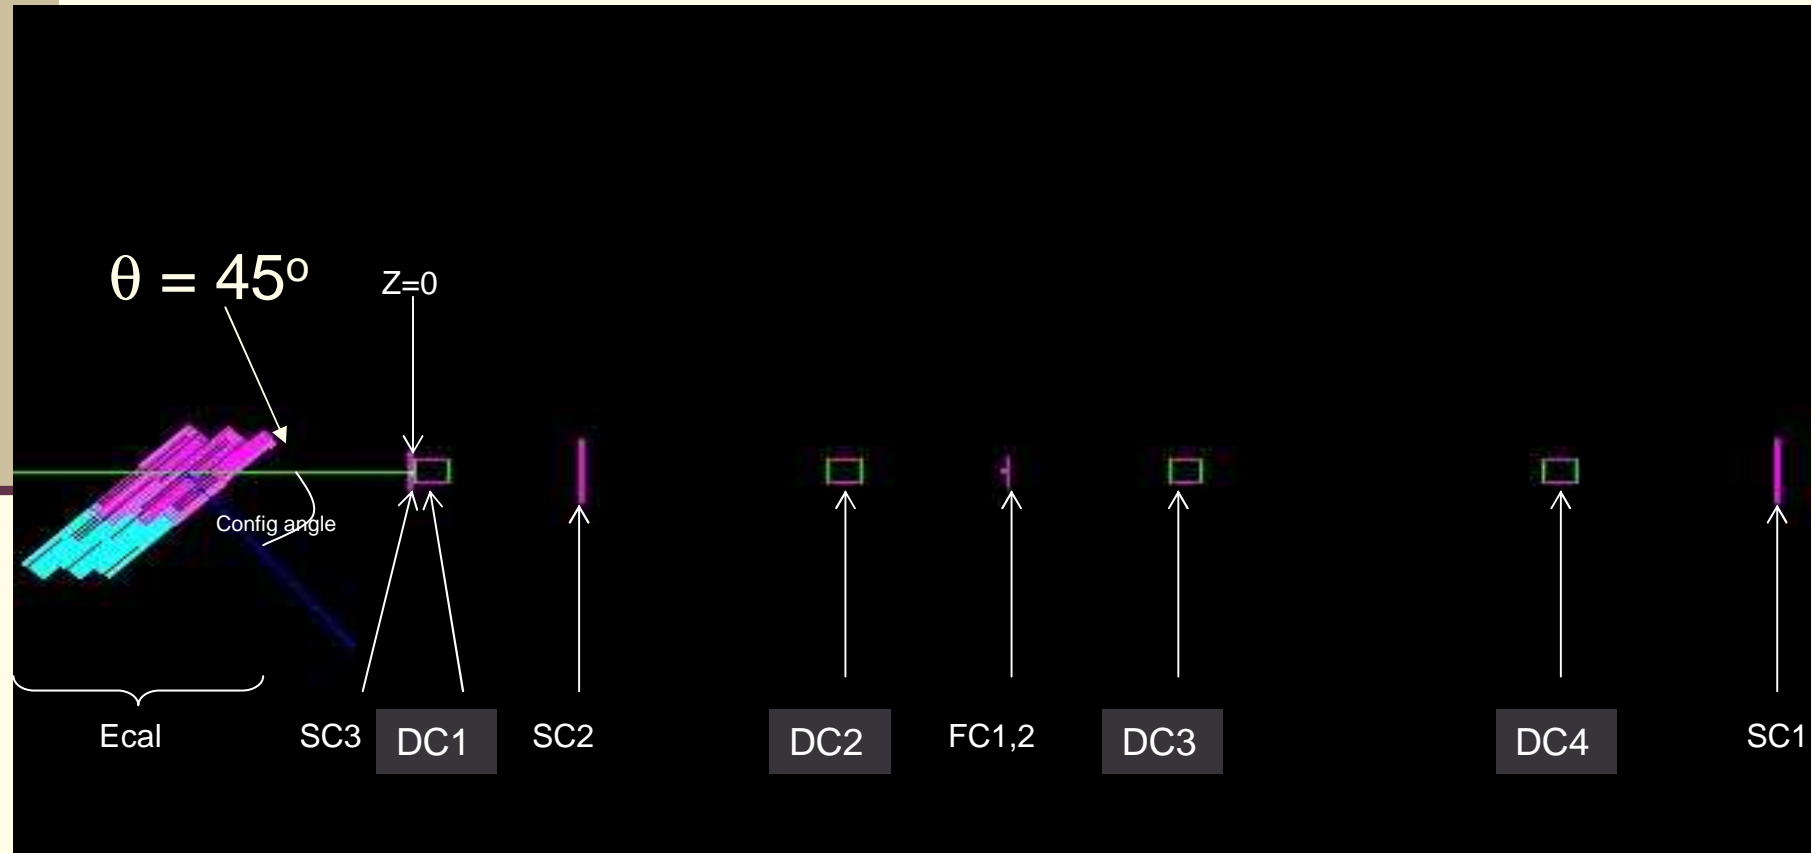 θ = 45º
Z=0
Config angle
Ecal
SC3
DC1
SC2
DC2
FC1,2
DC3
DC4
SC1